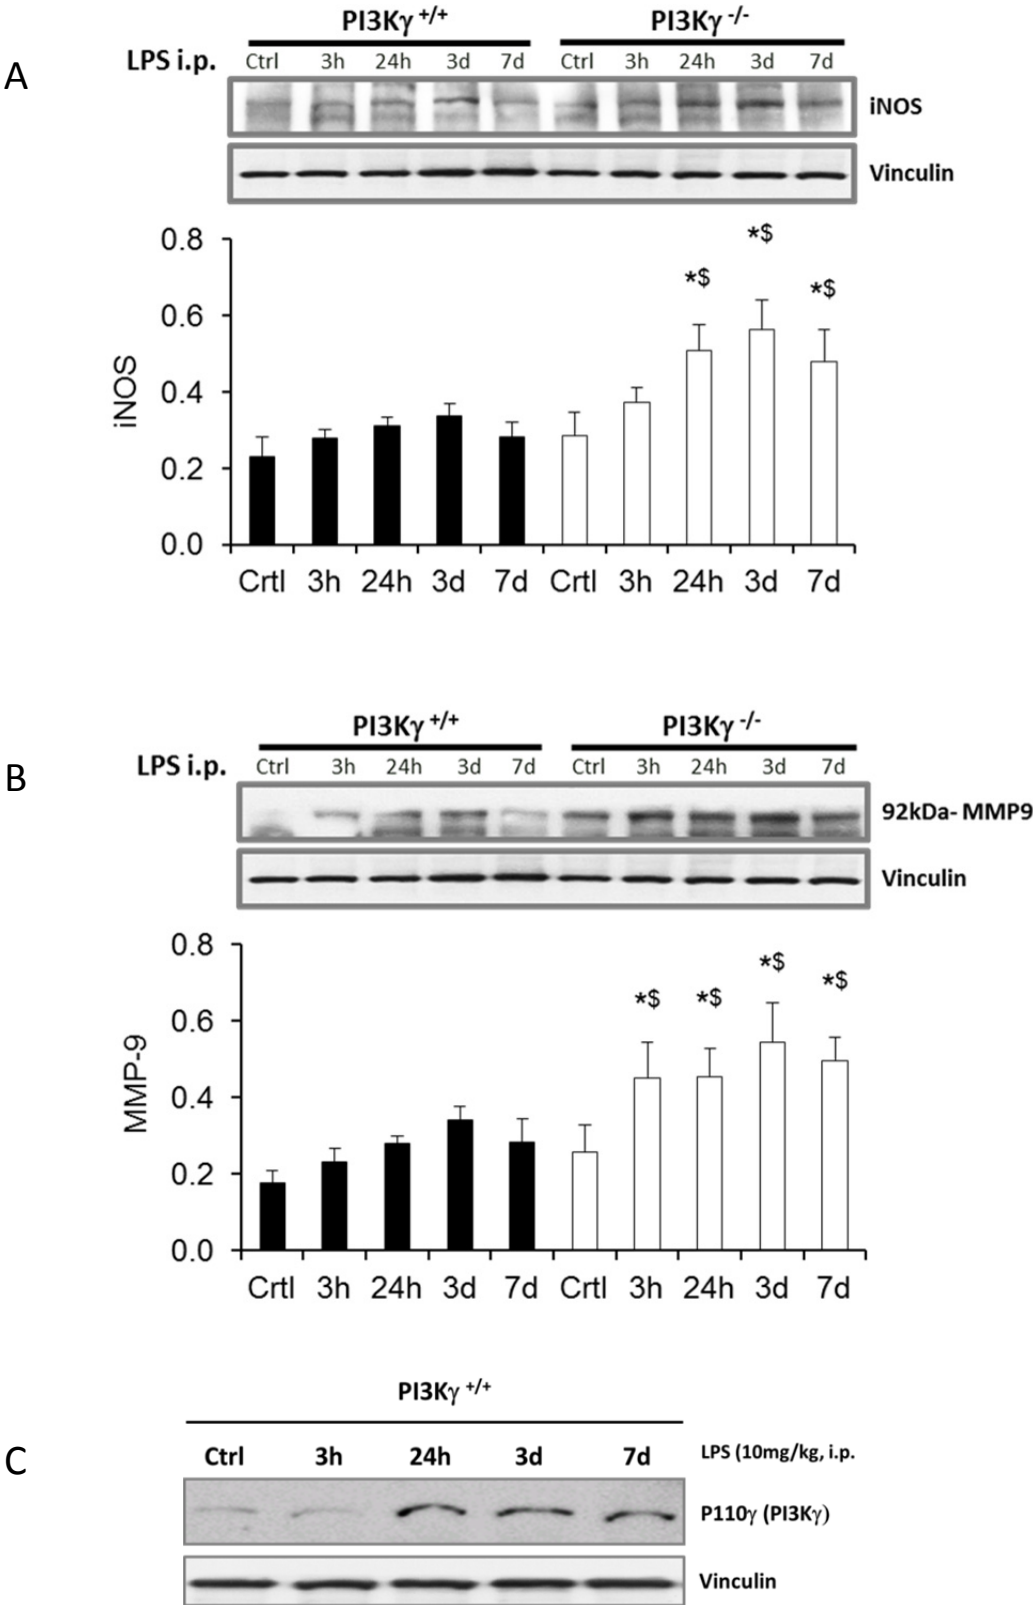 A
PI3Kγ +/+ PI3Kγ -/-
LPS i.p. Ctrl 3h 24h 3d 7d Ctrl 3h 24h 3d 7d
iNOS
Vinculin
*$ *$ *$
0.8
0.6
0.4
0.2
0.0
iNOS
Crtl 3h 24h 3d 7d Crtl 3h 24h 3d 7d
B
PI3Kγ +/+ PI3Kγ -/-
LPS i.p. Ctrl 3h 24h 3d 7d Ctrl 3h 24h 3d 7d
92kDa- MMP9
Vinculin
*$ *$ *$ *$
0.8
0.6
0.4
0.2
0.0
MMP-9
Crtl 3h 24h 3d 7d Crtl 3h 24h 3d 7d
C
PI3Kγ +/+
Ctrl 3h 24h 3d 7d LPS (10mg/kg, i.p.
P110γ (PI3Kγ)
Vinculin